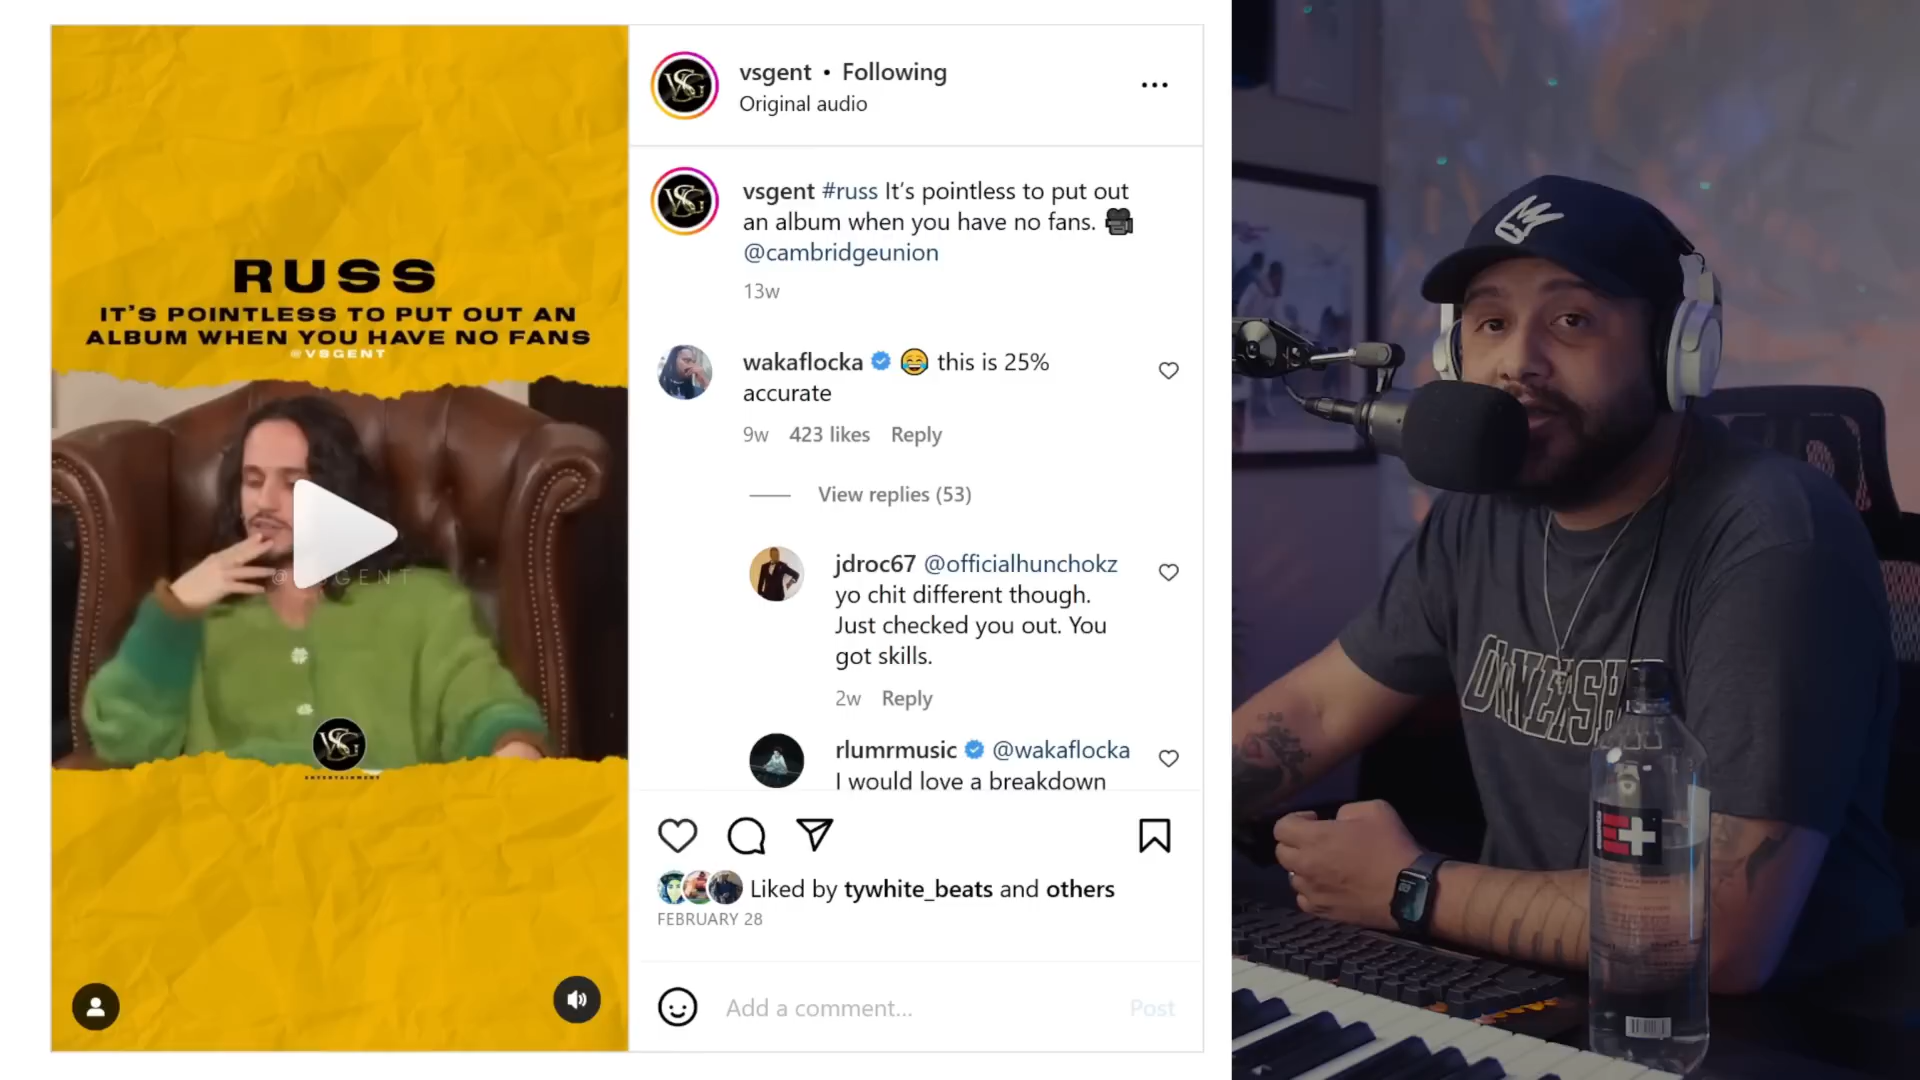 RUSS
IT'S POINTLESS TO PUT OUT AN
ALBUM WHEN YOU HAVE NO FANS
@VSGENT
VSG
ENTERTAINMENT
vsgent • Following
Original audio
vsgent #russ It's pointless to put out
an album when you have no fans.
@cambridgeunion
13w
wakaflocka 😂 this is 25%
accurate
9w 423 likes Reply
View replies (53)
jdroc67 @officialhunchokz
yo chit different though.
Just checked you out. You
got skills.
2w Reply
rlumrmusic @wakaflocka
I would love a breakdown
Liked by tywhite_beats and others
FEBRUARY 28
Add a comment...
Post
E+